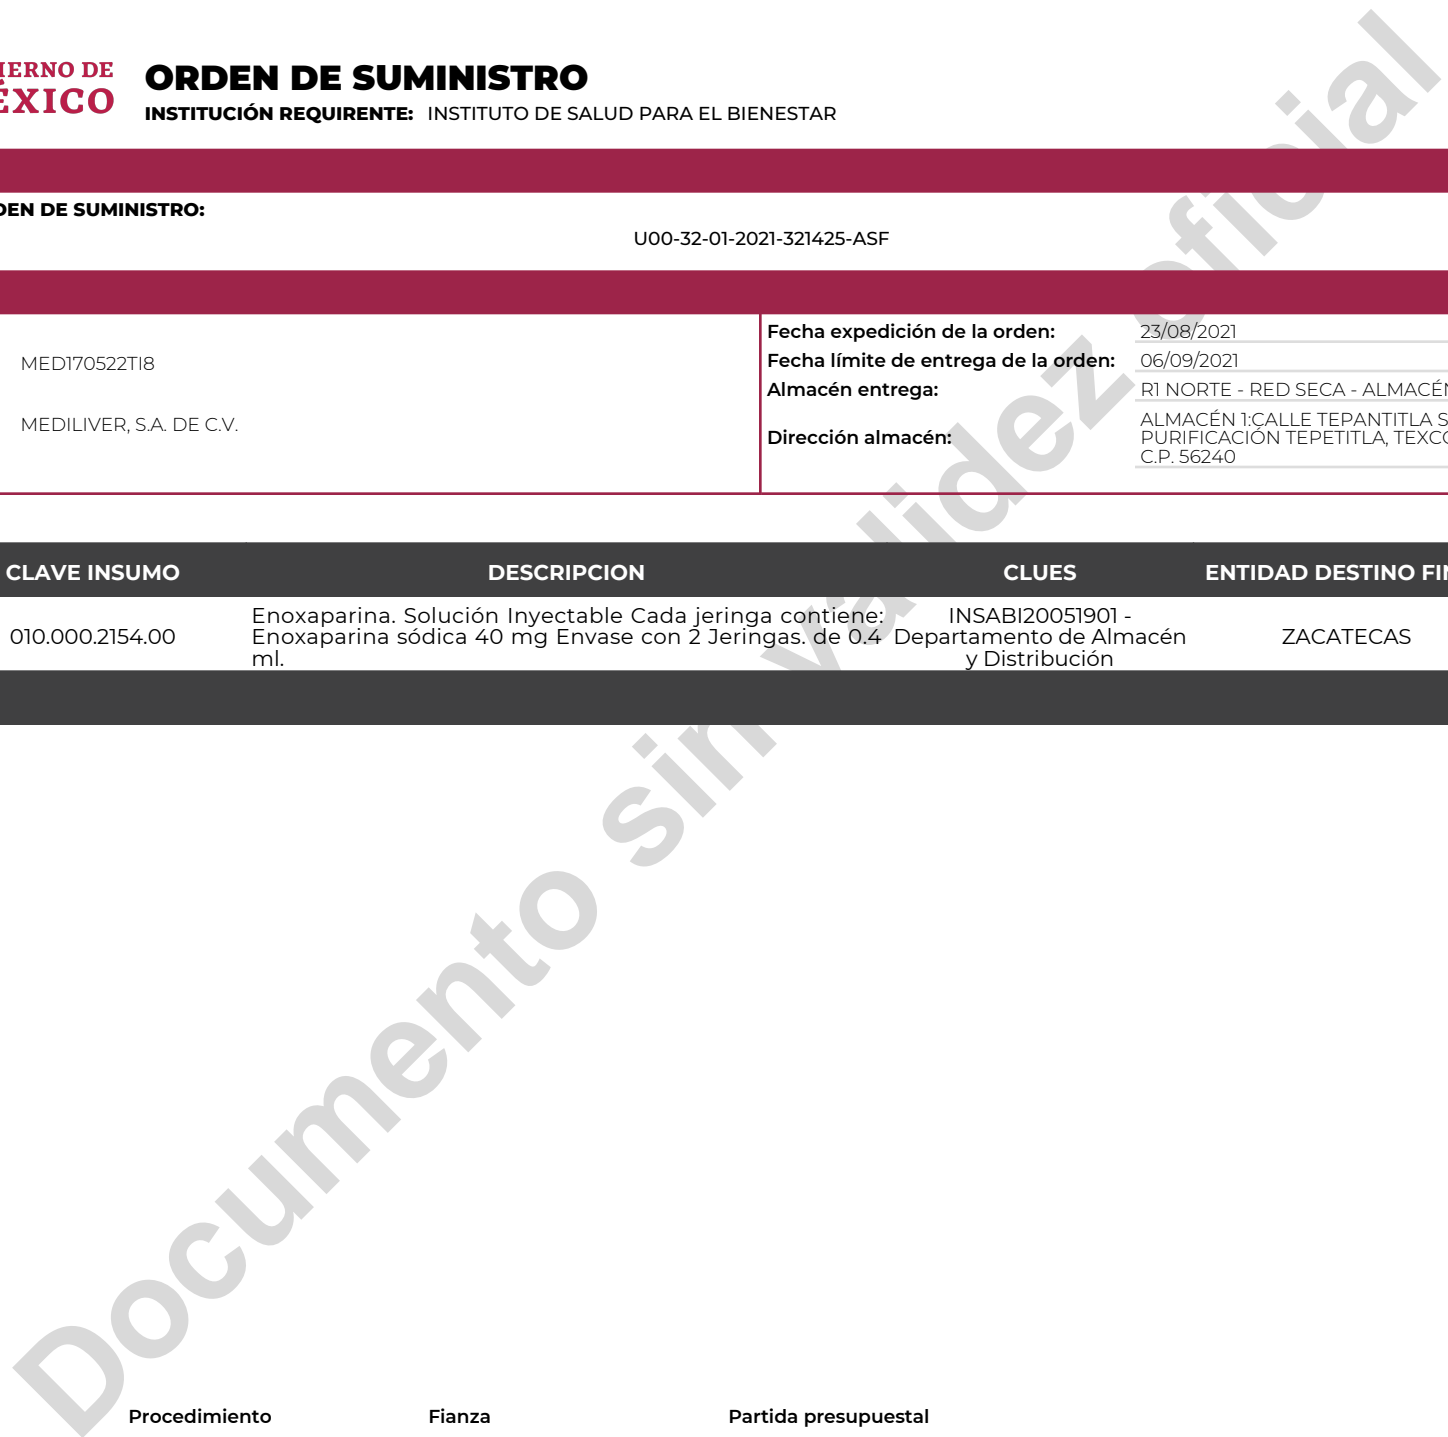 IERNO DE
ÉXICO
ORDEN DE SUMINISTRO
INSTITUCIÓN REQUIRENTE: INSTITUTO DE SALUD PARA EL BIENESTAR
DEN DE SUMINISTRO:
U00-32-01-2021-321425-ASF
MED170522TI8
MEDILIVER, S.A. DE C.V.
Fecha expedición de la orden: 23/08/2021
Fecha límite de entrega de la orden: 06/09/2021
Almacén entrega: R1 NORTE - RED SECA - ALMACÉN
Dirección almacén: ALMACÉN 1:CALLE TEPANTITLA S
PURIFICACIÓN TEPETITLA, TEXCO
C.P. 56240
CLAVE INSUMO DESCRIPCION CLUES ENTIDAD DESTINO FIN
010.000.2154.00
Enoxaparina. Solución Inyectable Cada jeringa contiene:
Enoxaparina sódica 40 mg Envase con 2 Jeringas. de 0.4
ml.
INSABI20051901 -
Departamento de Almacén
y Distribución
ZACATECAS
Documento sin validez oficial
Procedimiento Fianza Partida presupuestal